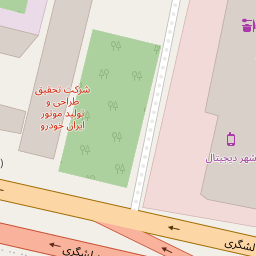 شرکت تحقیق
طراحی و
تولید موتور
ایران خودرو
شهر دیجیتال
لشگری
لشگری